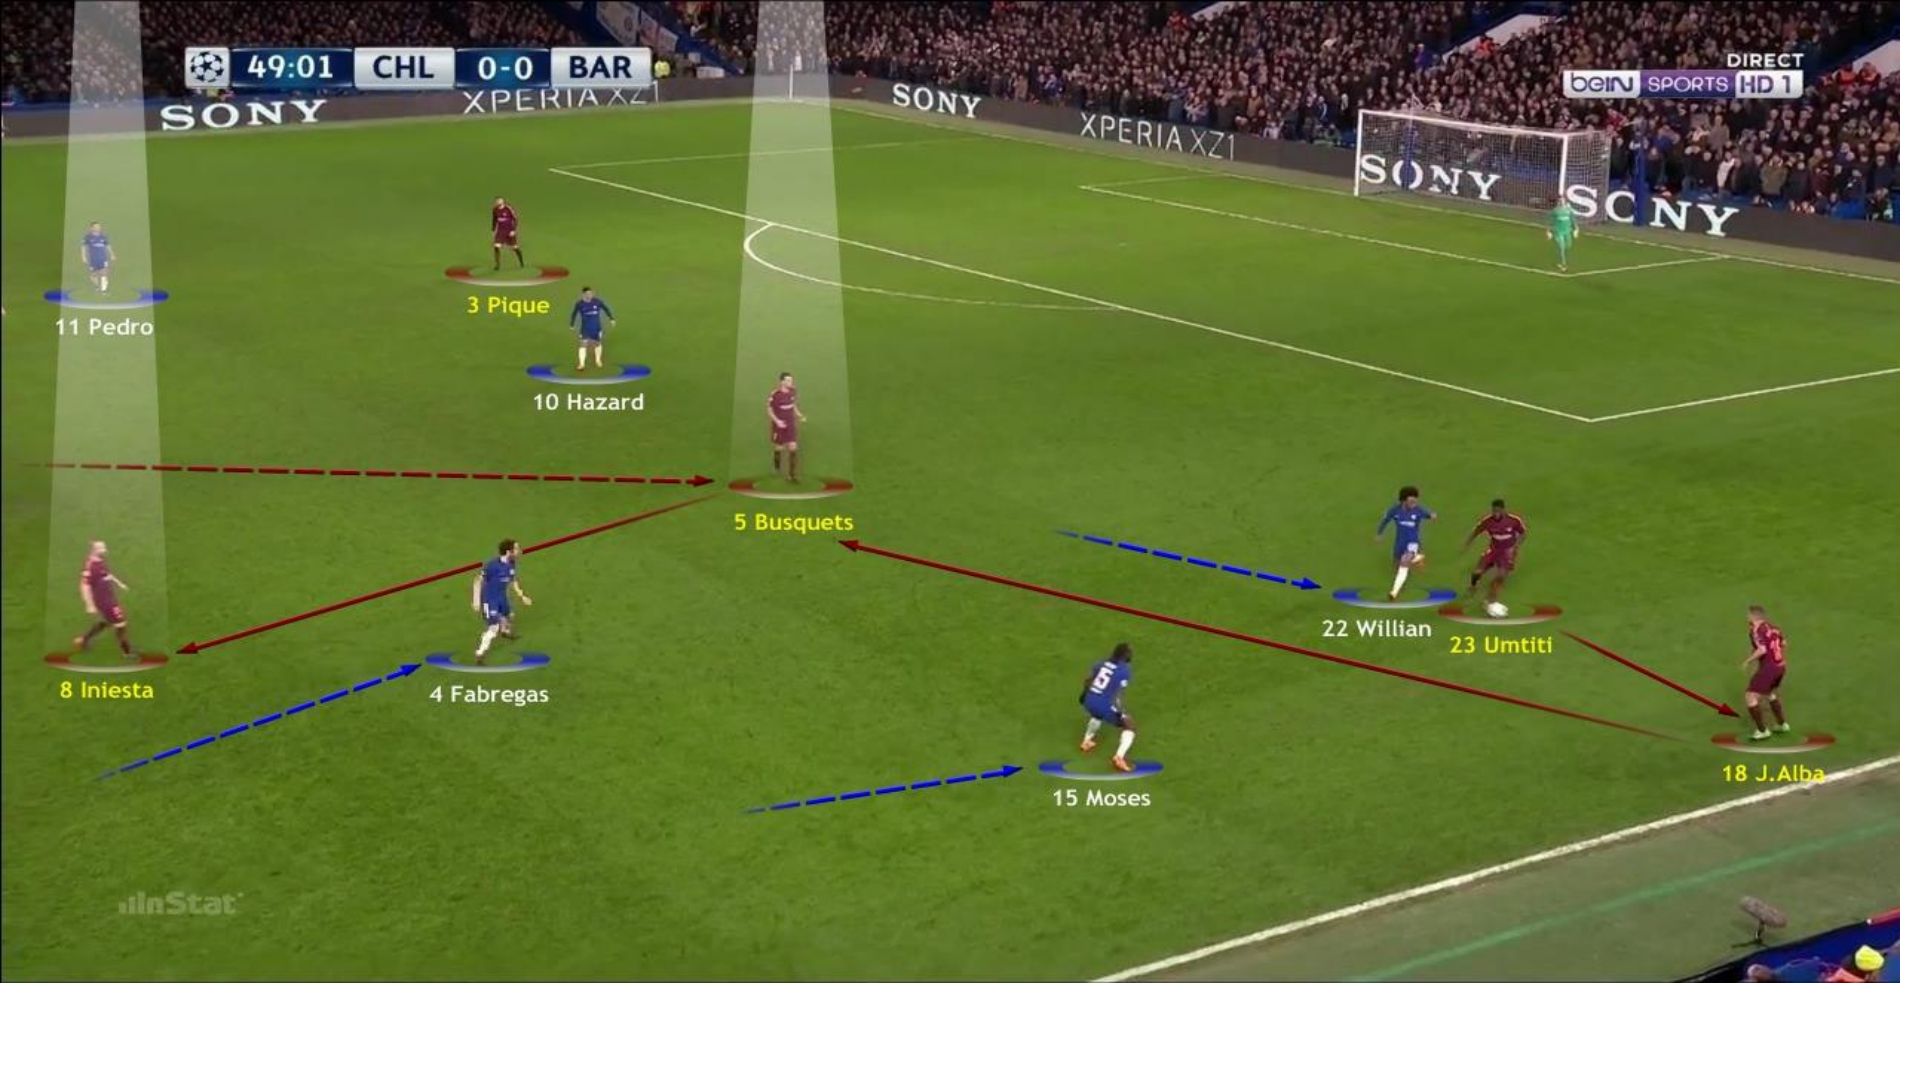 DIRECT
49:01 CHL 0-0 BAR
beIN SPORTS HD 1
SONY XPERIA XZ1 SONY XPERIA XZ1 SONY SONY
11 Pedro
3 Pique
10 Hazard
5 Busquets
22 Willian
23 Umtiti
8 Iniesta
4 Fabregas
15
18 J.Alba
15 Moses
InStat